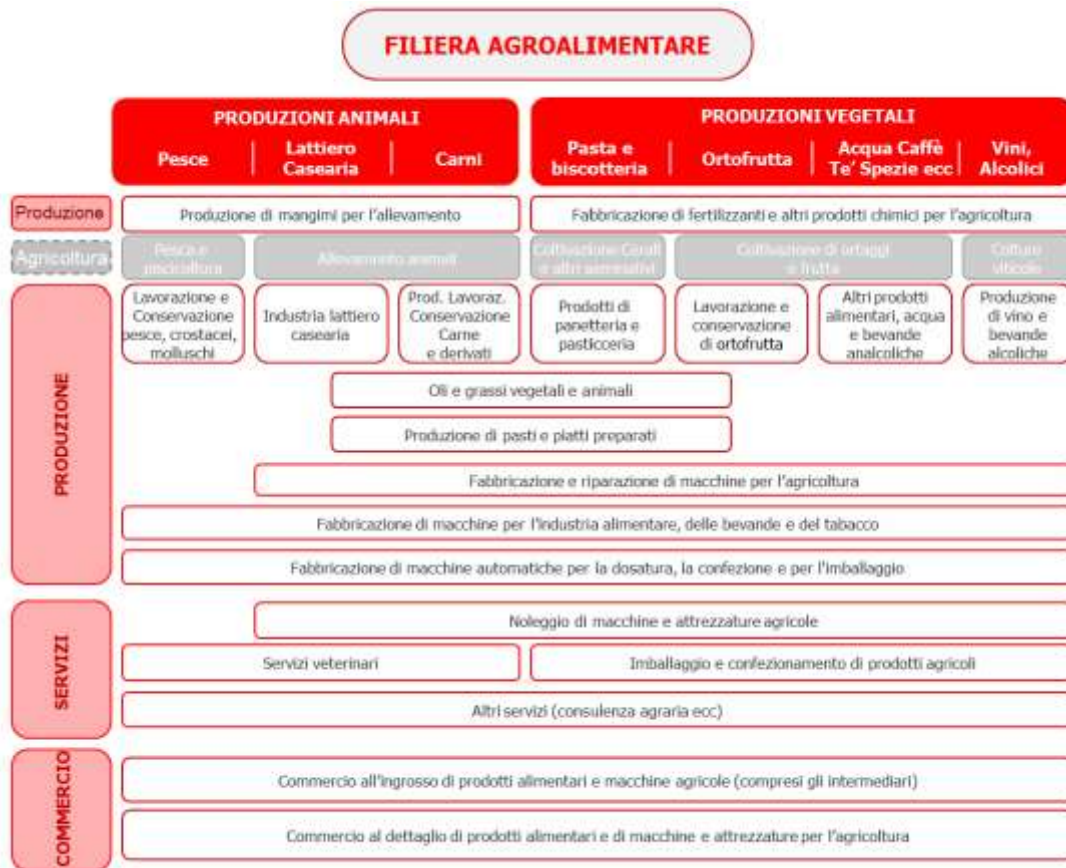 FILIERA AGROALIMENTARE
PRODUZIONI ANIMALI
PRODUZIONI VEGETALI
Pesce
Lattiero
Casearia
Carni
Pasta e
biscotteria
Ortofrutta
Acqua Caffè
Te' Spezie ecc
Vini,
Alcolici
Produzione
Produzione di mangimi per l'allevamento
Fabbricazione di fertilizzanti e altri prodotti chimici per l'agricoltura
Agricoltura
Pesca e
piscicoltura
Allevamento animali
Coltivazione Cerali
e altri seminativi
Coltivazione di ortaggi
e frutta
Colture
viticole
PRODUZIONE
Lavorazione e
Conservazione
pesce, crostacei,
molluschi
Industria lattiero
casearia
Prod. Lavoraz.
Conservazione
Carne
e derivati
Prodotti di
panetteria e
pasticceria
Lavorazione e
conservazione
di ortofrutta
Altri prodotti
alimentari, acqua
e bevande
analcoliche
Produzione
di vino e
bevande
alcoliche
Oli e grassi vegetali e animali
Produzione di pasti e piatti preparati
Fabbricazione e riparazione di macchine per l'agricoltura
Fabbricazione di macchine per l'industria alimentare, delle bevande e del tabacco
Fabbricazione di macchine automatiche per la dosatura, la confezione e per l'imballaggio
SERVIZI
Noleggio di macchine e attrezzature agricole
Servizi veterinari
Imballaggio e confezionamento di prodotti agricoli
Altri servizi (consulenza agraria ecc)
COMMERCIO
Commercio all'ingrosso di prodotti alimentari e macchine agricole (compresi gli intermediari)
Commercio al dettaglio di prodotti alimentari e di macchine e attrezzature per l'agricoltura